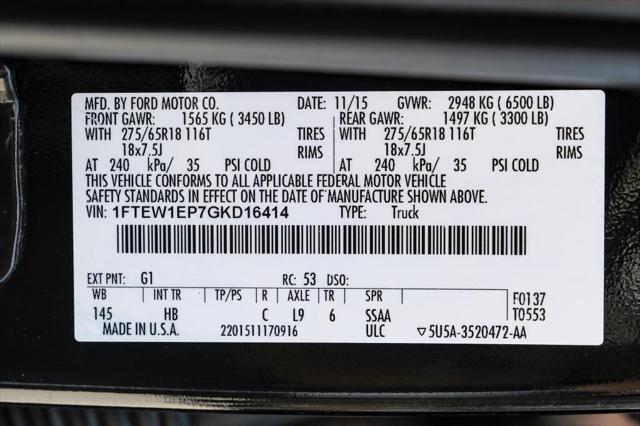 MFD. BY FORD MOTOR CO. DATE: 11/15 GVWR: 2948 KG ( 6500 LB)
FRONT GAWR: 1565 KG ( 3450 LB) REAR GAWR: 1497 KG ( 3300 LB)
WITH 275/65R18 116T TIRES WITH 275/65R18 116T TIRES
18x7.5J RIMS 18x7.5J RIMS
AT 240 kPa/ 35 PSI COLD AT 240 kPa/ 35 PSI COLD
THIS VEHICLE CONFORMS TO ALL APPLICABLE FEDERAL MOTOR VEHICLE
SAFETY STANDARDS IN EFFECT ON THE DATE OF MANUFACTURE SHOWN ABOVE.
VIN: 1FTEW1EP7GKD16414 TYPE: Truck
EXT PNT: G1 RC: 53 DSO:
WB INT TR TP/PS R AXLE TR SPR F0137
145 HB C L9 6 SSAA T0553
MADE IN U.S.A. 2201511170916 ULC ▽5U5A-3520472-AA